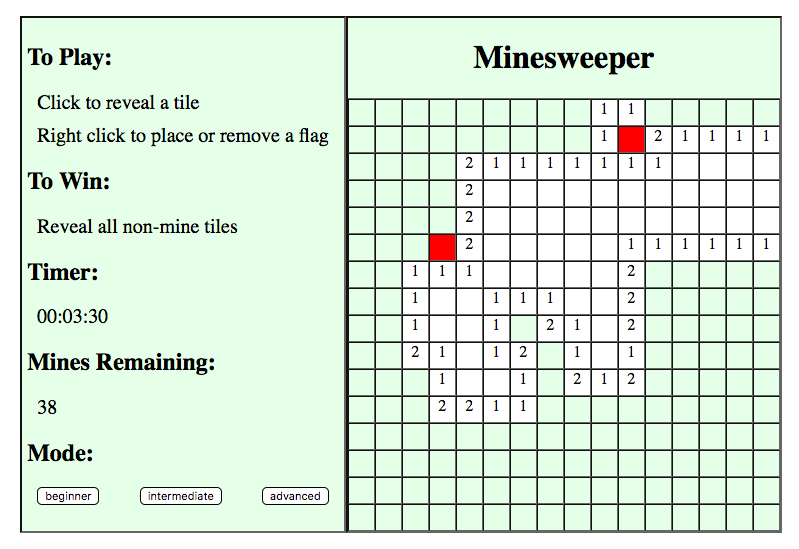 To Play:
Click to reveal a tile
Right click to place or remove a flag
To Win:
Reveal all non-mine tiles
Timer:
00:03:30
Mines Remaining:
38
Mode:
beginner intermediate advanced
Minesweeper
1 1
1 2 1 1 1 1
2 1 1 1 1 1 1 1
2
2
2 1 1 1 1 1 1
1 1 1 2
1 1 1 1 2
1 1 2 1 2
2 1 1 2 1 1
1 1 2 1 2
2 2 1 1